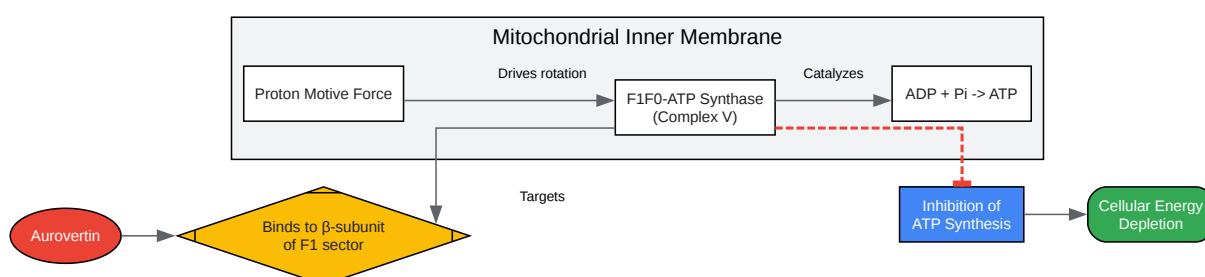 Mitochondrial Inner Membrane
Proton Motive Force
Drives rotation
F1F0-ATP Synthase
(Complex V)
Catalyzes
ADP + Pi -> ATP
Aurovertin
Binds to β-subunit
of F1 sector
Targets
Inhibition of
ATP Synthesis
Cellular Energy
Depletion